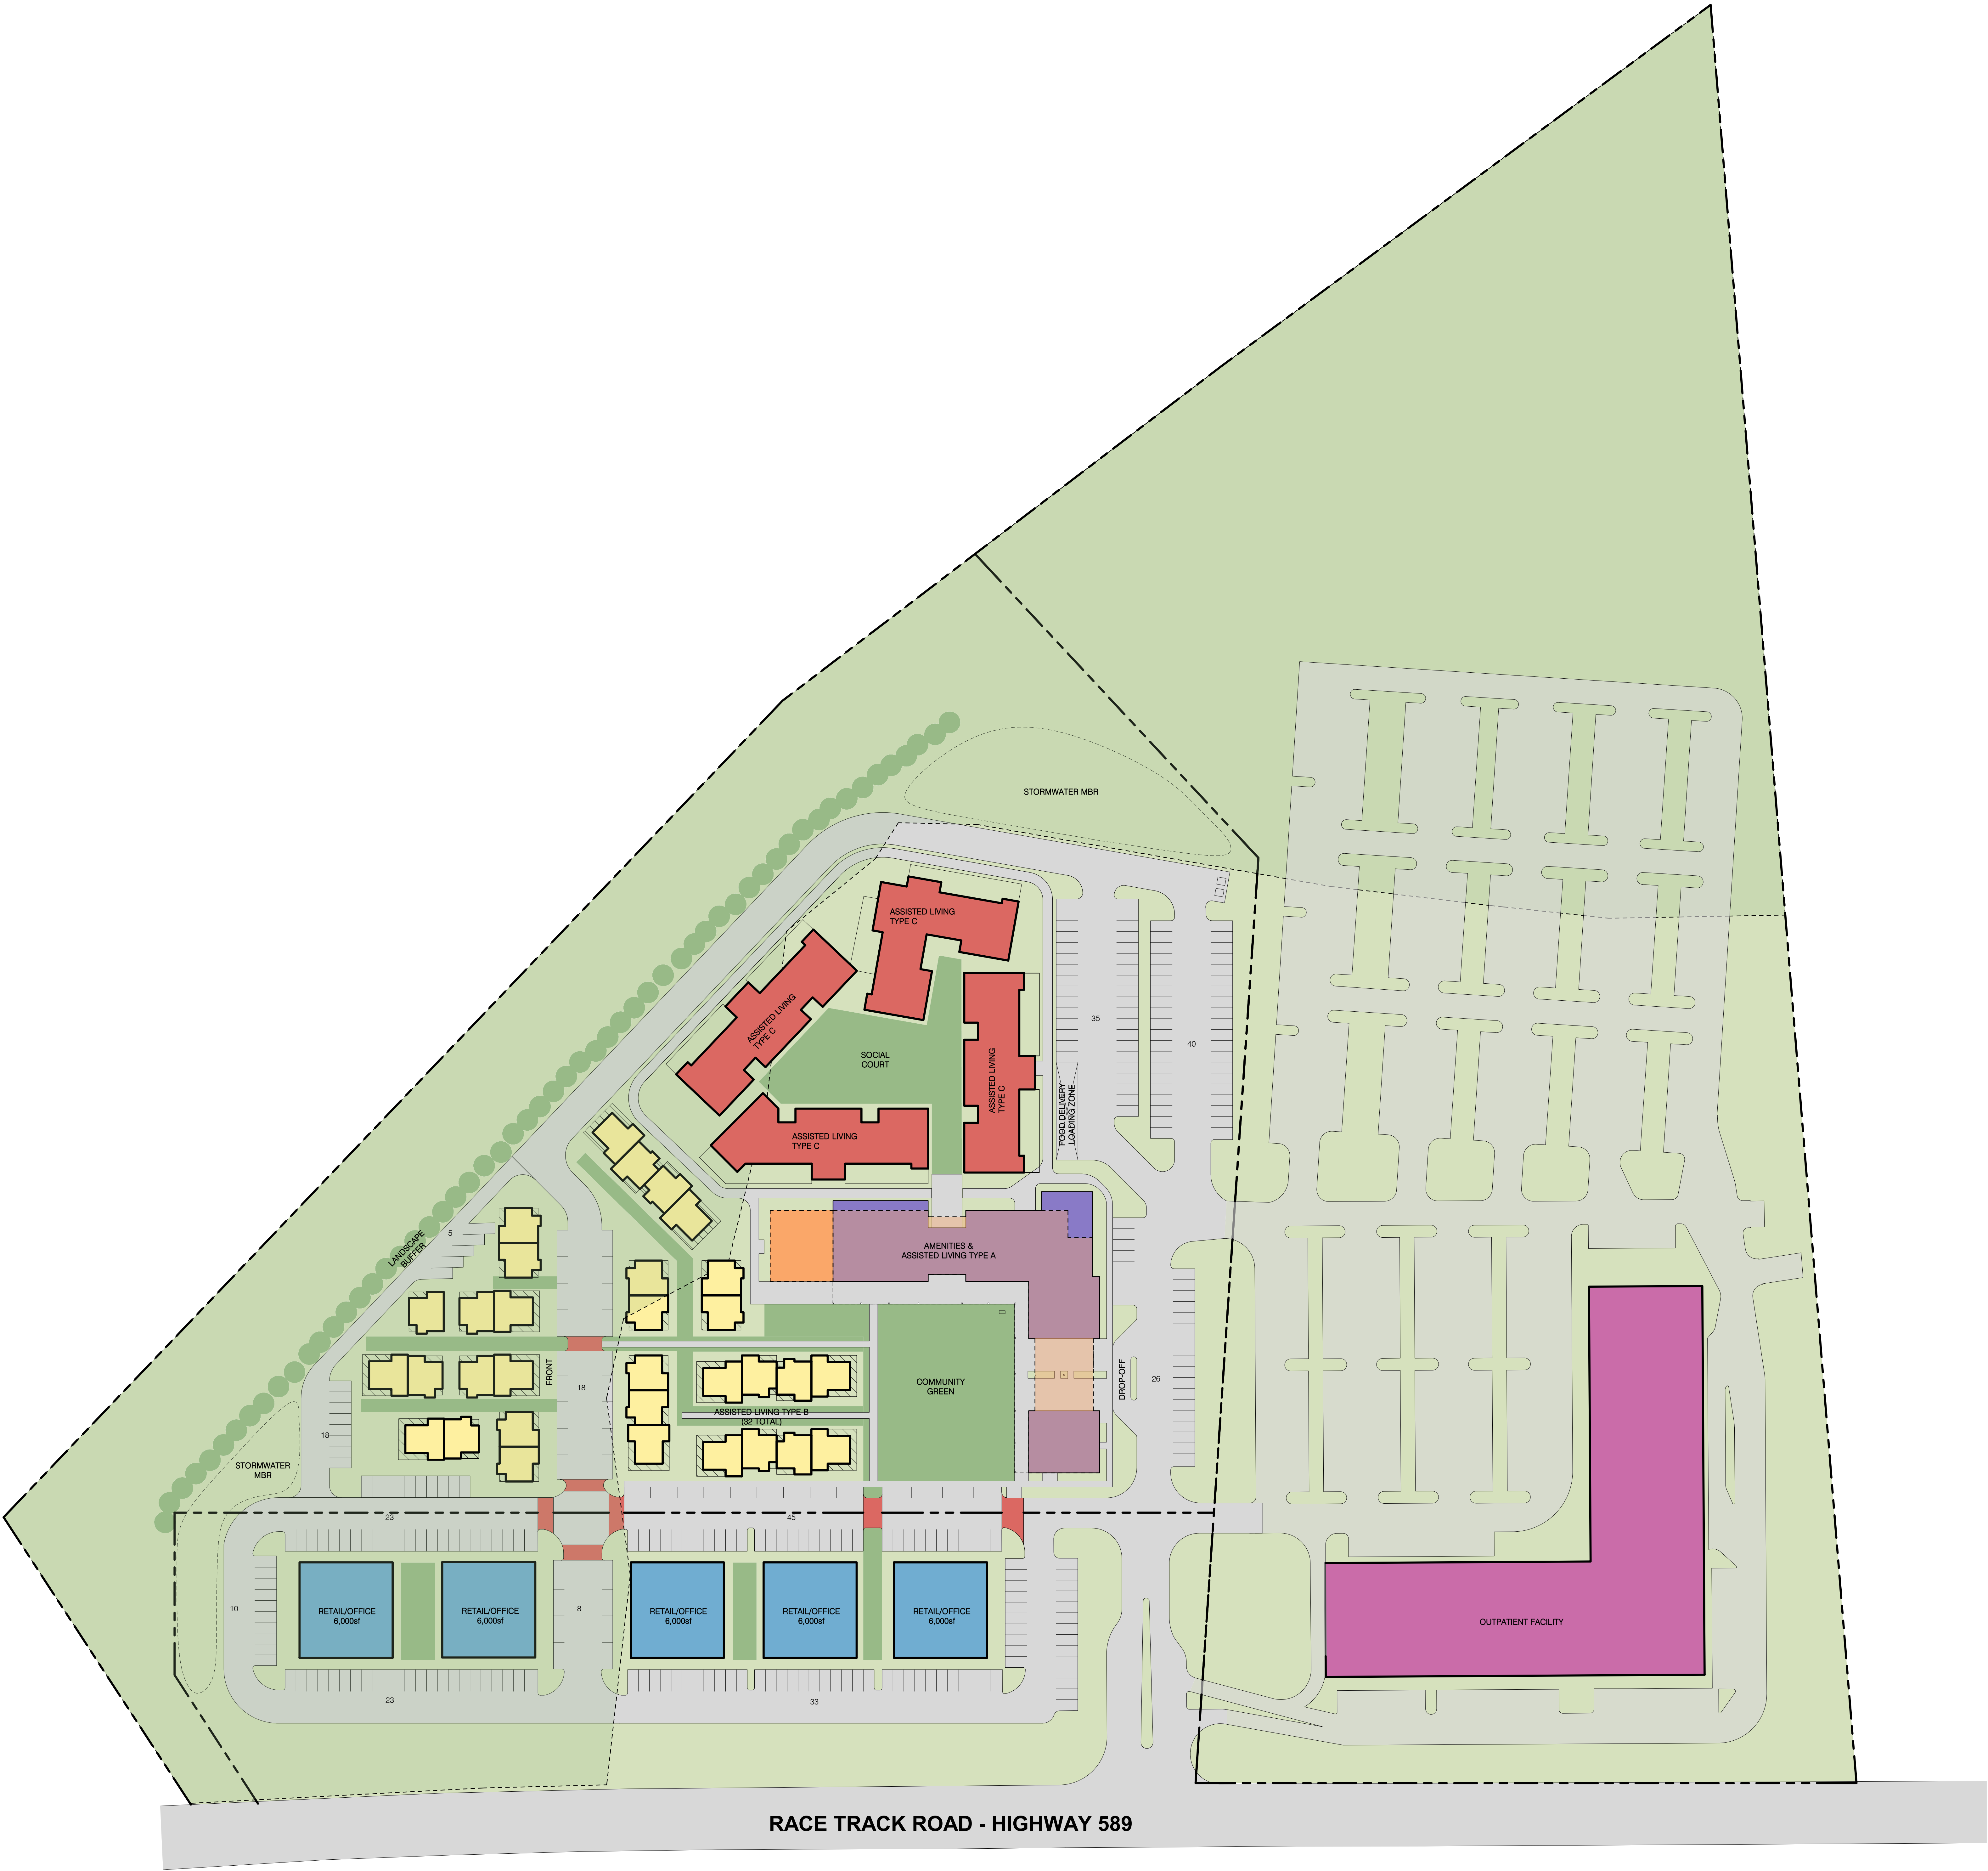 STORMWATER MBR
ASSISTED LIVING
TYPE C
ASSISTED LIVING
TYPE C
SOCIAL
COURT
ASSISTED LIVING
TYPE C
ASSISTED LIVING
TYPE C
35
40
FOOD DELIVERY
LOADING ZONE
5
LANDSCAPE
BUFFER
AMENITIES &
ASSISTED LIVING TYPE A
FRONT
18
COMMUNITY
GREEN
DROP-OFF
26
ASSISTED LIVING TYPE B
(32 TOTAL)
18
STORMWATER
MBR
23
45
10
RETAIL/OFFICE
6,000sf
RETAIL/OFFICE
6,000sf
8
RETAIL/OFFICE
6,000sf
RETAIL/OFFICE
6,000sf
RETAIL/OFFICE
6,000sf
OUTPATIENT FACILITY
23
33
RACE TRACK ROAD - HIGHWAY 589